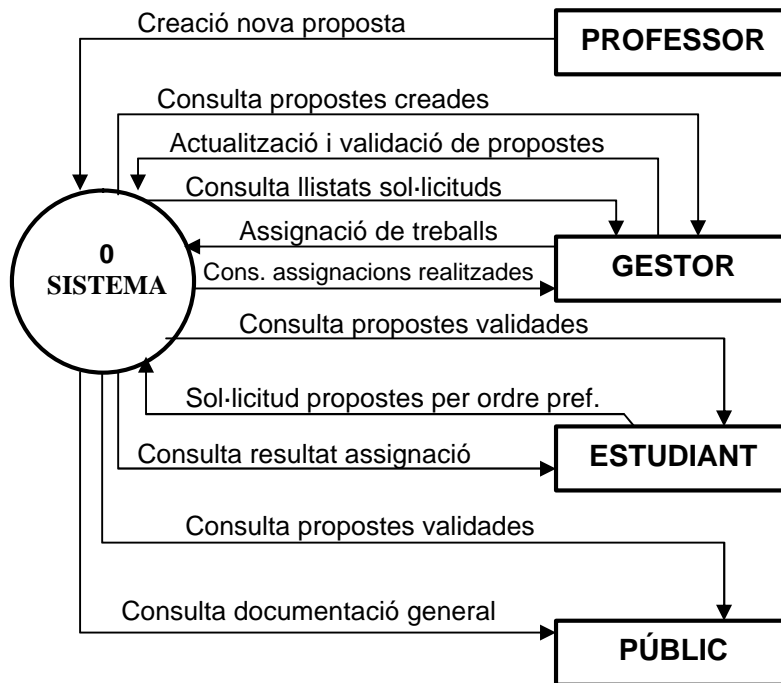 Creació nova proposta
PROFESSOR
Consulta propostes creades
Actualització i validació de propostes
Consulta llistats sol·licituds
Assignació de treballs
0
SISTEMA
GESTOR
Cons. assignacions realitzades
Consulta propostes validades
Sol·licitud propostes per ordre pref.
Consulta resultat assignació
ESTUDIANT
Consulta propostes validades
Consulta documentació general
PÚBLIC